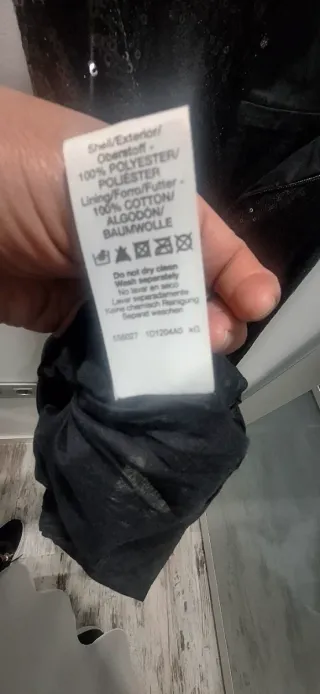 Shell/Exterior/
Oberstoff -
100% POLYESTER/
POLIÉSTER
Lining/Forro/Futter -
100% COTTON/
ALGODÓN/
BAUMWOLLE
Do not dry clean
Wash separately
No lavar en seco
Lavar separadamente
Keine chemisch Reinigung
Separat waschen